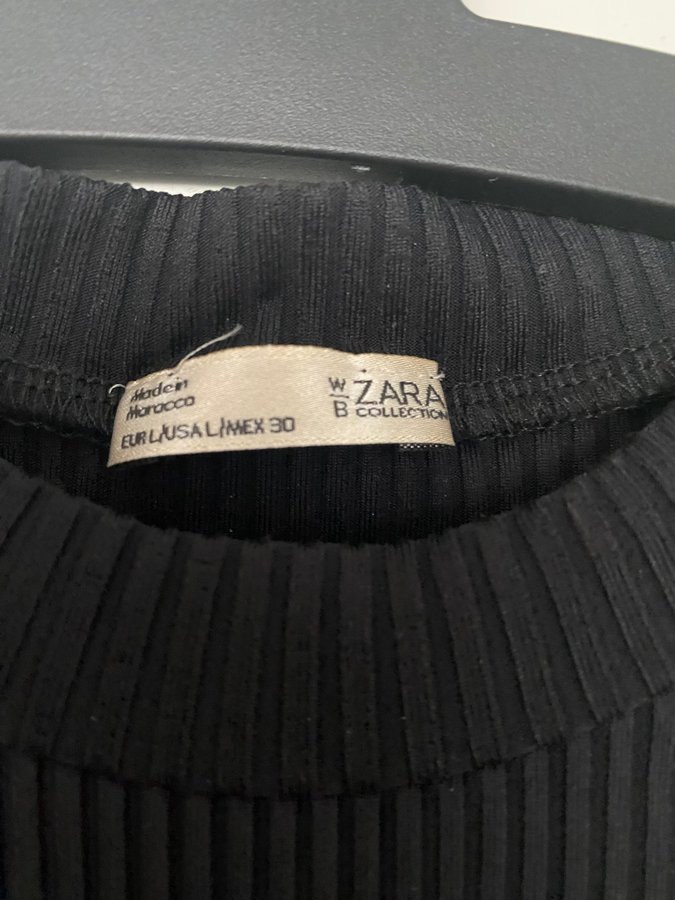 Made in
Morocco
EUR L/USA L/MEX 30
W/B ZARA
COLLECTION